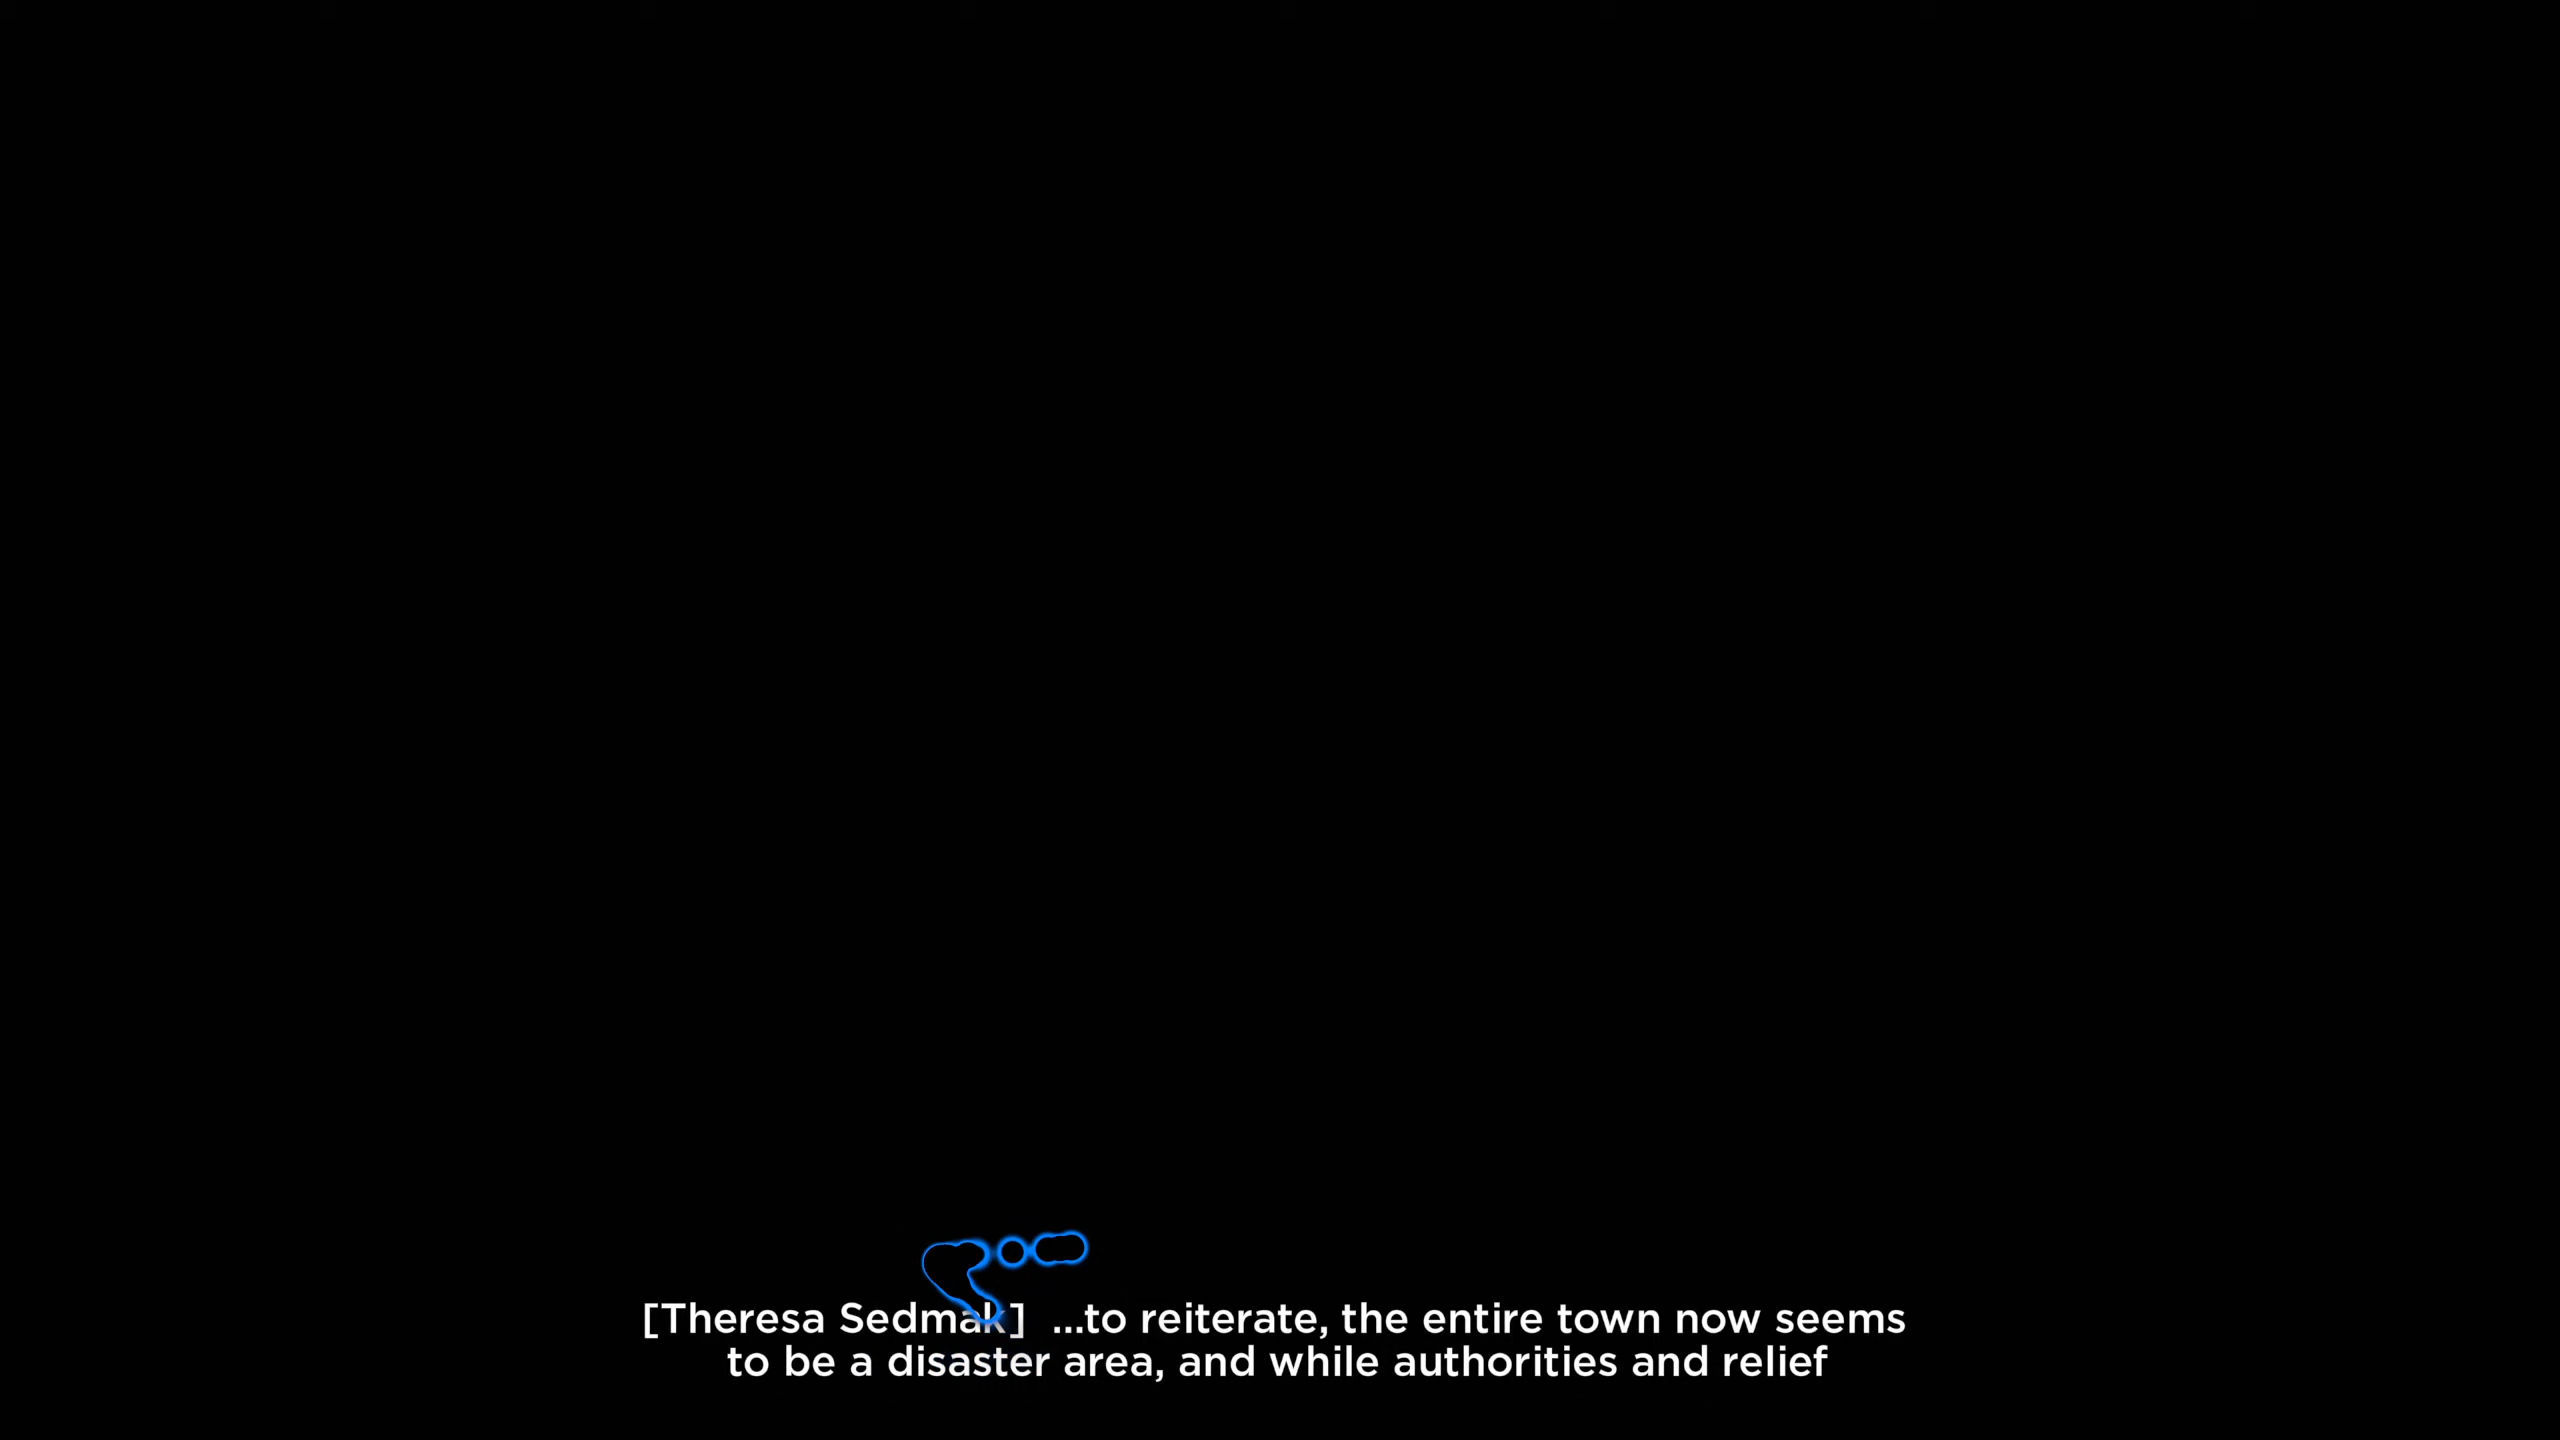 [Theresa Sedmak]  ...to reiterate, the entire town now seems
to be a disaster area, and while authorities and relief